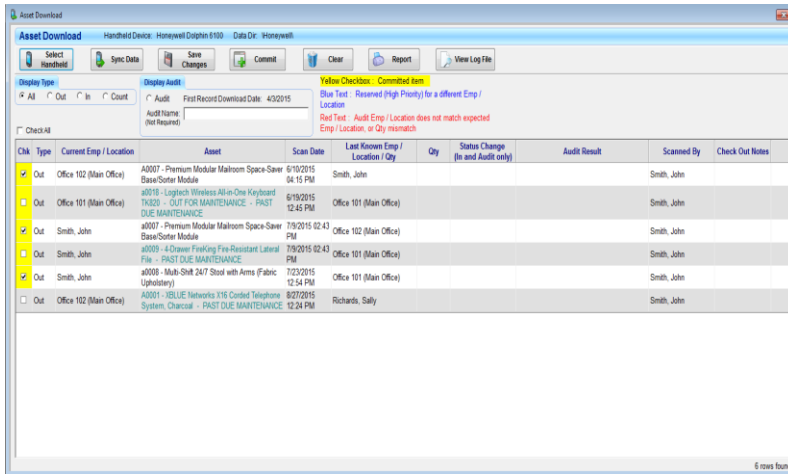 Asset Download
Asset Download Handheld Device: Honeywell Dolphin 6100 Data Dir: \Honeywell\
Select Handheld Sync Data Save Changes Commit Clear Report View Log File
Display Type
All Out In Count
Check All
Display Audit
Audit First Record Download Date: 4/3/2015
Audit Name:
(Not Required)
Yellow Checkbox : Committed item
Blue Text : Reserved (High Priority) for a different Emp /
Location
Red Text : Audit Emp / Location does not match expected
Emp / Location, or Qty mismatch
Chk Type Current Emp / Location Asset Scan Date Last Known Emp / Location / Qty Qty Status Change (In and Audit only) Audit Result Scanned By Check Out Notes
Out Office 102 (Main Office) A0007 - Premium Modular Mailroom Space-Saver 6/10/2015 Smith, John Smith, John
Base/Sorter Module 04:15 PM
a0018 - Logitech Wireless All-in-One Keyboard
Out Office 101 (Main Office) TK820 - OUT FOR MAINTENANCE - PAST 6/19/2015 12:45 PM Office 101 (Main Office) Smith, John
DUE MAINTENANCE
Out Smith, John a0007 - Premium Modular Mailroom Space-Saver 7/9/2015 02:43 Office 102 (Main Office) Smith, John
Base/Sorter Module PM
Out Smith, John a0009 - 4-Drawer FireKing Fire-Resistant Lateral 7/9/2015 02:43 Office 101 (Main Office) Smith, John
File - PAST DUE MAINTENANCE PM
Out Smith, John a0008 - Multi-Shift 24/7 Stool with Arms (Fabric 7/23/2015 Office 101 (Main Office) Smith, John
Upholstery) 12:54 PM
Out Office 102 (Main Office) A0001 - XBLUE Networks X16 Corded Telephone 8/27/2015 Richards, Sally Smith, John
System, Charcoal - PAST DUE MAINTENANCE 12:24 PM
6 rows found